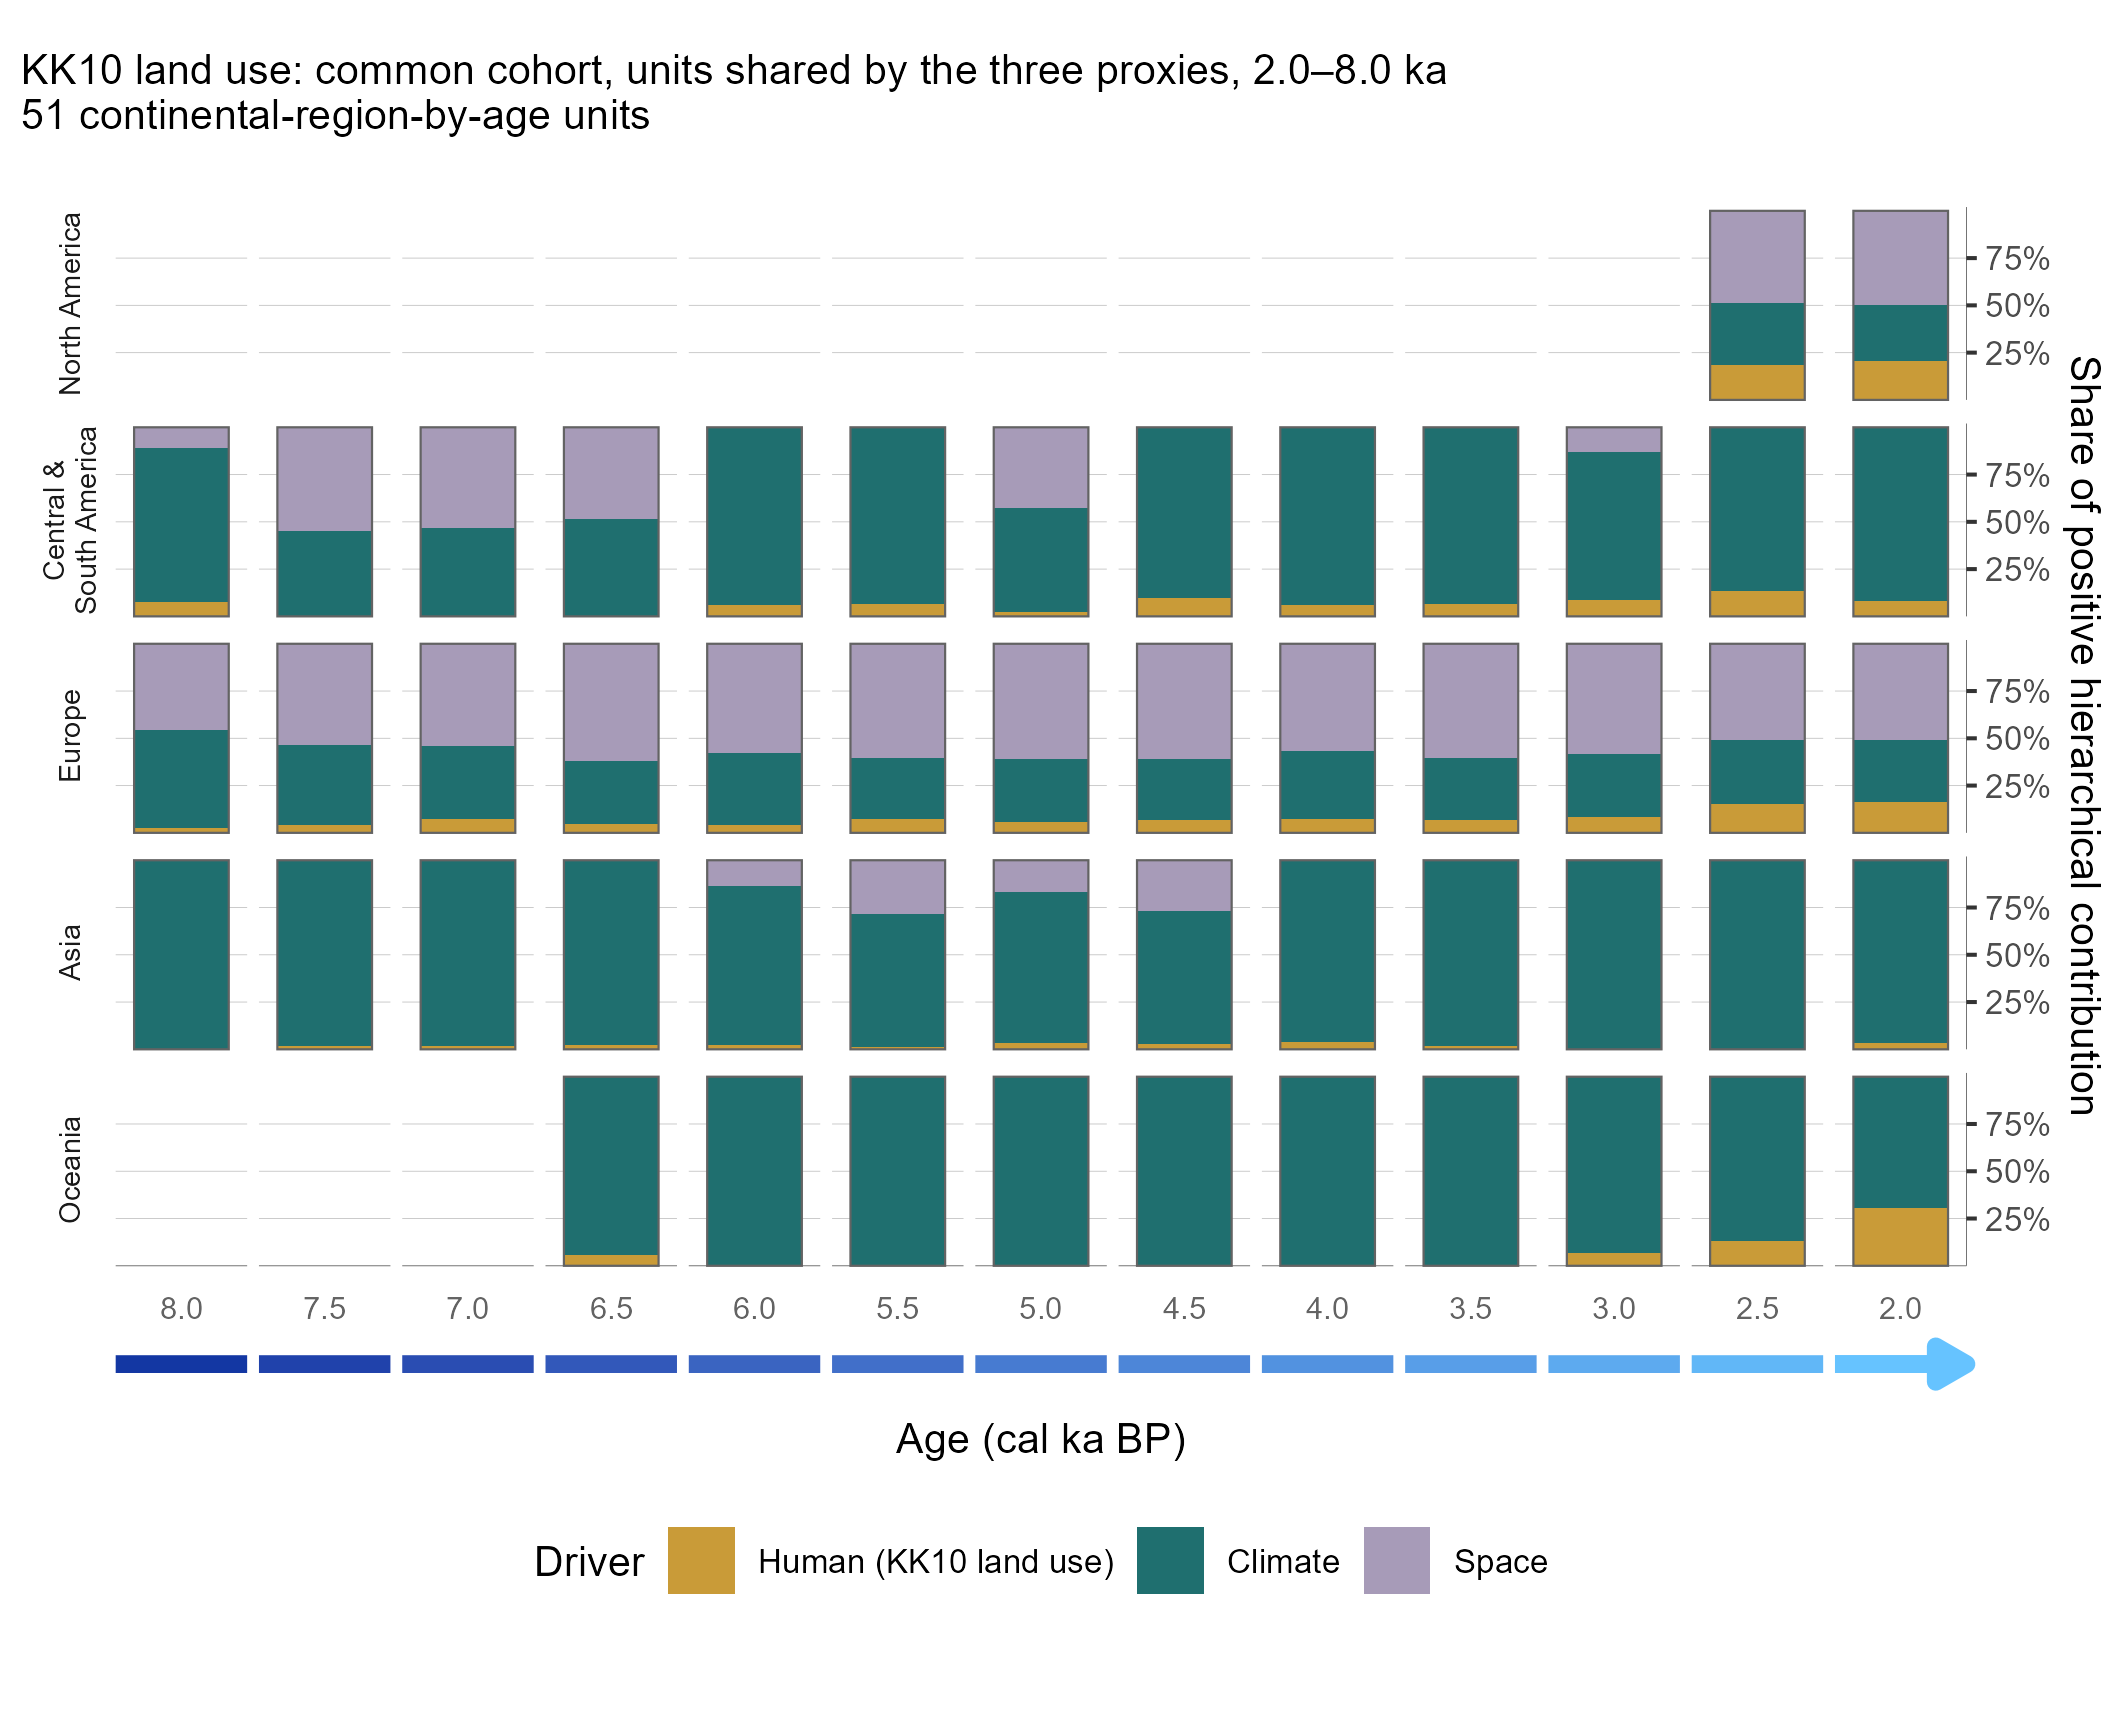 KK10 land use: common cohort, units shared by the three proxies, 2.0–8.0 ka
51 continental-region-by-age units
North America
75%
50%
25%
Central &
South America
75%
50%
25%
Europe
75%
50%
25%
Asia
75%
50%
25%
Oceania
75%
50%
25%
Share of positive hierarchical contribution
8.0 7.5 7.0 6.5 6.0 5.5 5.0 4.5 4.0 3.5 3.0 2.5 2.0
Age (cal ka BP)
Driver Human (KK10 land use) Climate Space